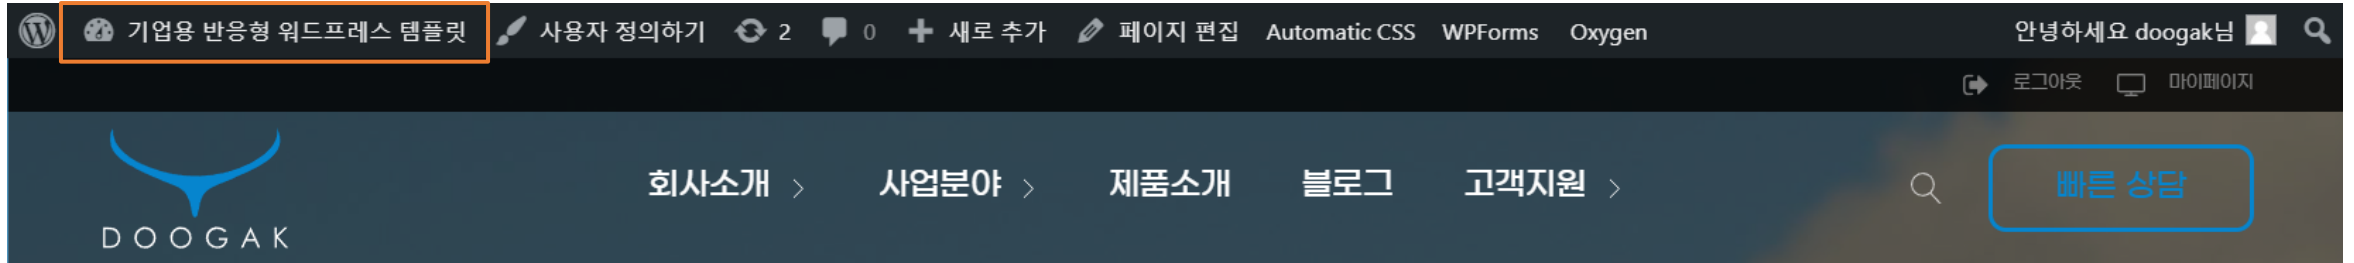 기업용 반응형 워드프레스 템플릿 사용자 정의하기 2 0 새로 추가 페이지 편집 Automatic CSS WPForms Oxygen 안녕하세요 doogak님
로그아웃 마이페이지
회사소개 사업분야 제품소개 블로그 고객지원 빠른 상담
DOOGAK